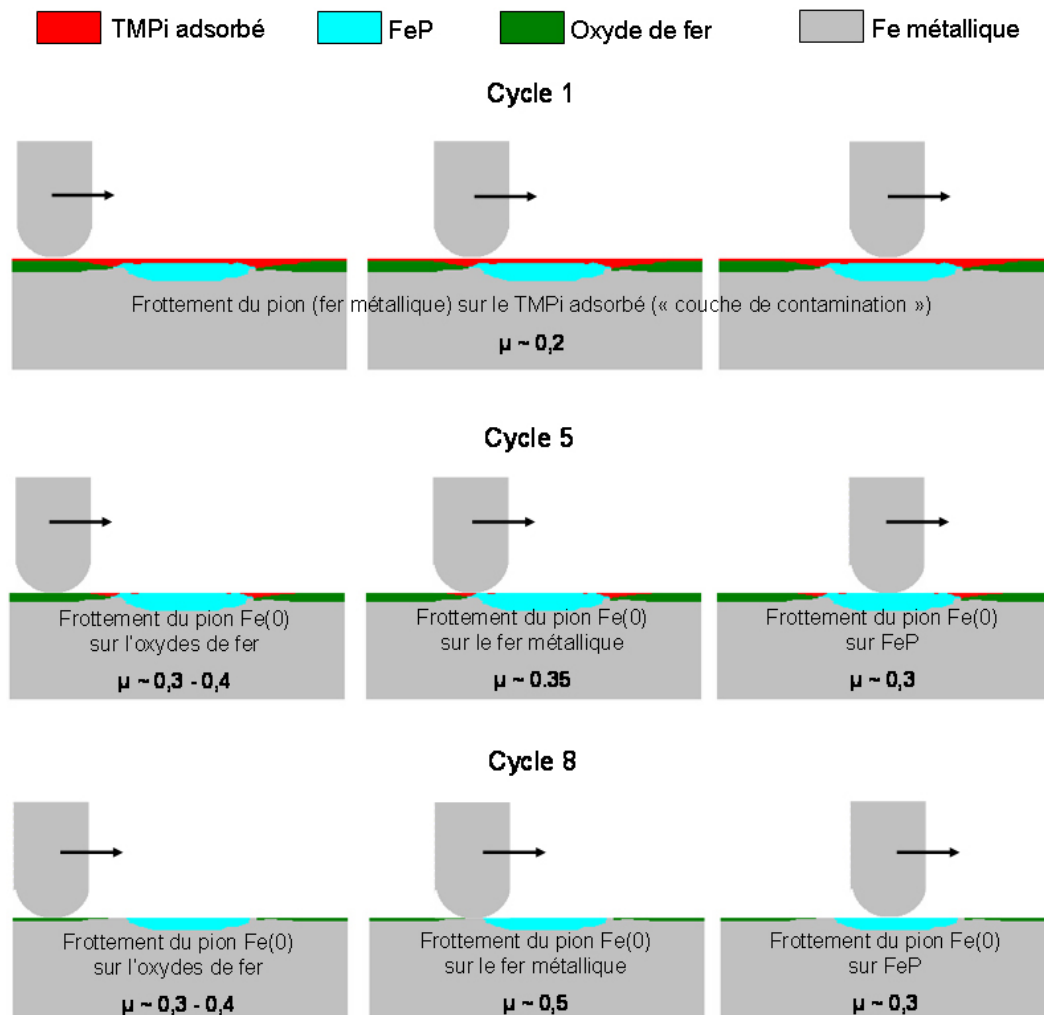 TMPi adsorbé FeP Oxyde de fer Fe métallique
Cycle 1
Frottement du pion (fer métallique) sur le TMPi adsorbé (« couche de contamination »)
µ ~ 0,2
Cycle 5
Frottement du pion Fe(0)
sur l'oxydes de fer
µ ~ 0,3 - 0,4
Frottement du pion Fe(0)
sur le fer métallique
µ ~ 0.35
Frottement du pion Fe(0)
sur FeP
µ ~ 0,3
Cycle 8
Frottement du pion Fe(0)
sur l'oxydes de fer
µ ~ 0,3 - 0,4
Frottement du pion Fe(0)
sur le fer métallique
µ ~ 0,5
Frottement du pion Fe(0)
sur FeP
µ ~ 0,3